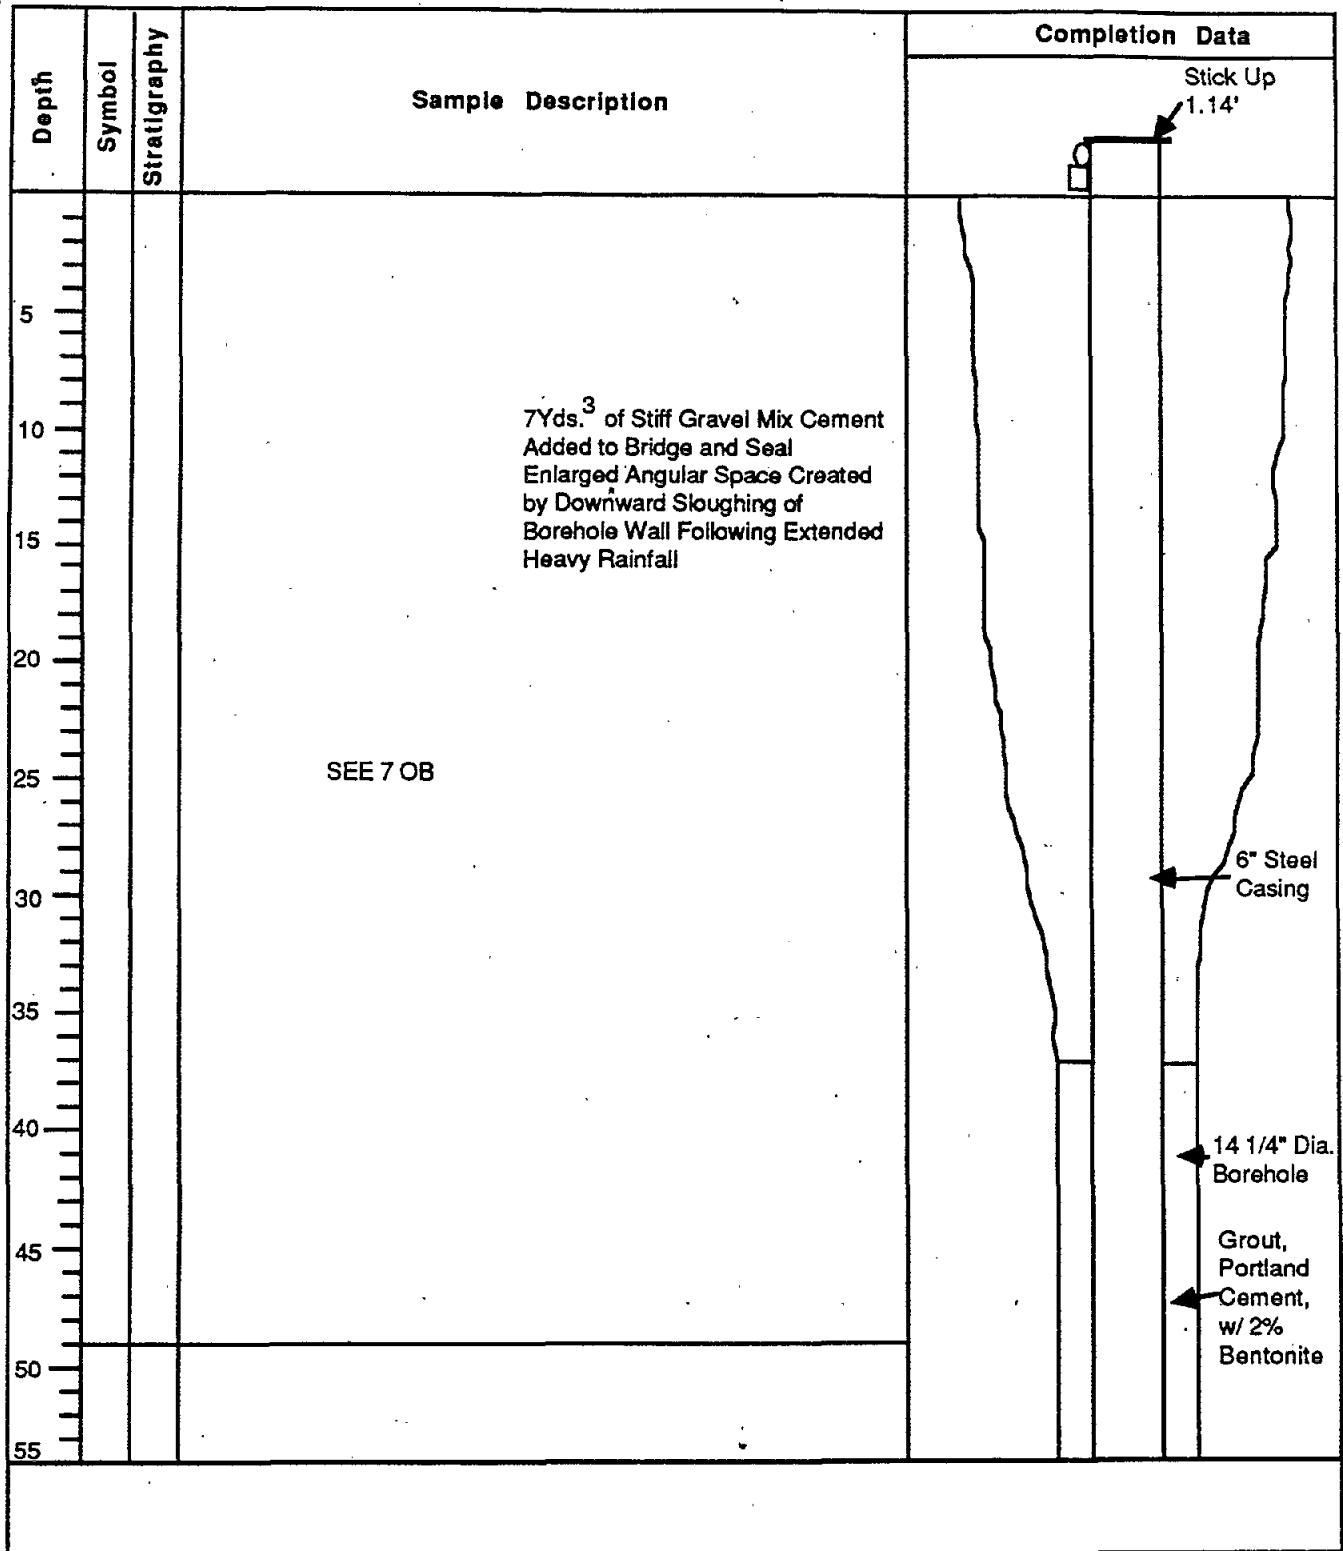 Depth
Symbol
Stratigraphy
Sample Description
Completion Data
Stick Up
1.14'
5
10
15
20
25
30
35
40
45
50
55
7Yds.3 of Stiff Gravel Mix Cement
Added to Bridge and Seal
Enlarged Angular Space Created
by Downward Sloughing of
Borehole Wall Following Extended
Heavy Rainfall
SEE 7 OB
6" Steel
Casing
14 1/4" Dia.
Borehole
Grout,
Portland
Cement,
w/ 2%
Bentonite